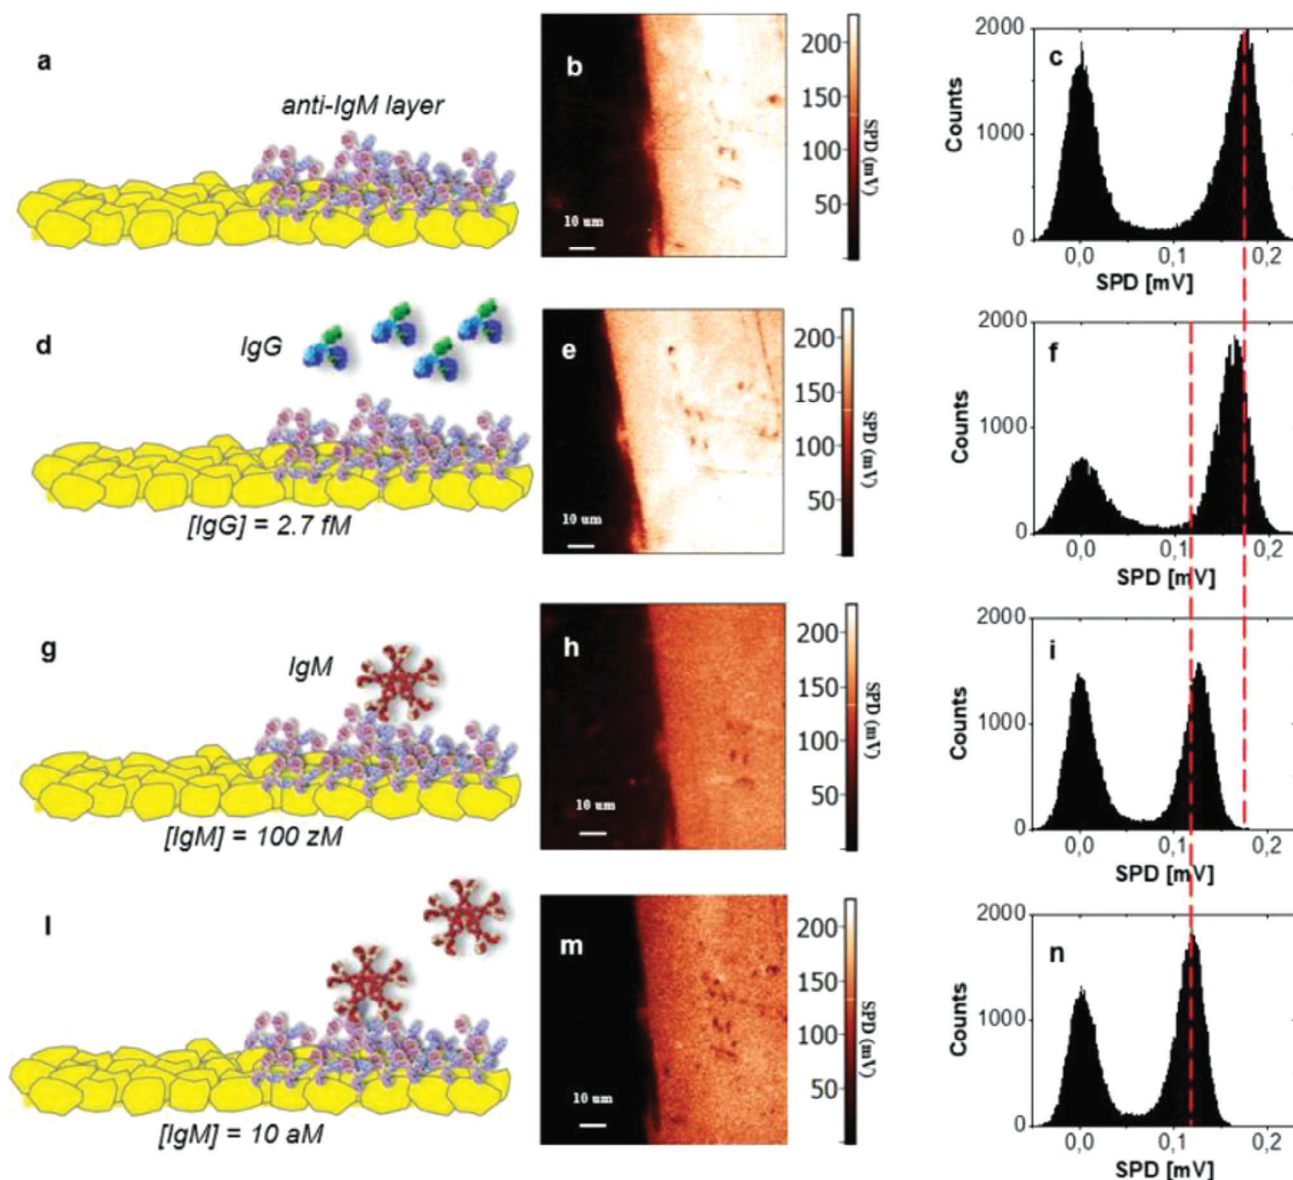 a
anti-IgM layer
b
10 um
200
150
100
50
SPD (mV)
c
2000
1000
0
Counts
0,0
0,1
0,2
SPD [mV]
d
IgG
[IgG] = 2.7 fM
e
10 um
200
150
100
50
SPD (mV)
f
2000
1000
0
Counts
0,0
0,1
0,2
SPD [mV]
g
IgM
[IgM] = 100 zM
h
10 um
200
150
100
50
SPD (mV)
i
2000
1000
0
Counts
0,0
0,1
0,2
SPD [mV]
l
[IgM] = 10 aM
m
10 um
200
150
100
50
SPD (mV)
n
2000
1000
0
Counts
0,0
0,1
0,2
SPD [mV]